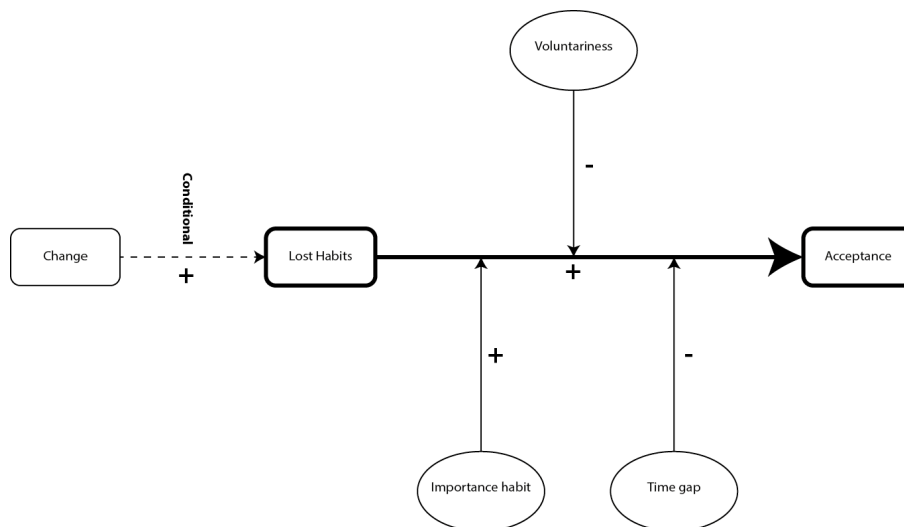 Voluntariness
-
Conditional
+
Change
Lost Habits
+
Acceptance
+
-
Importance habit
Time gap